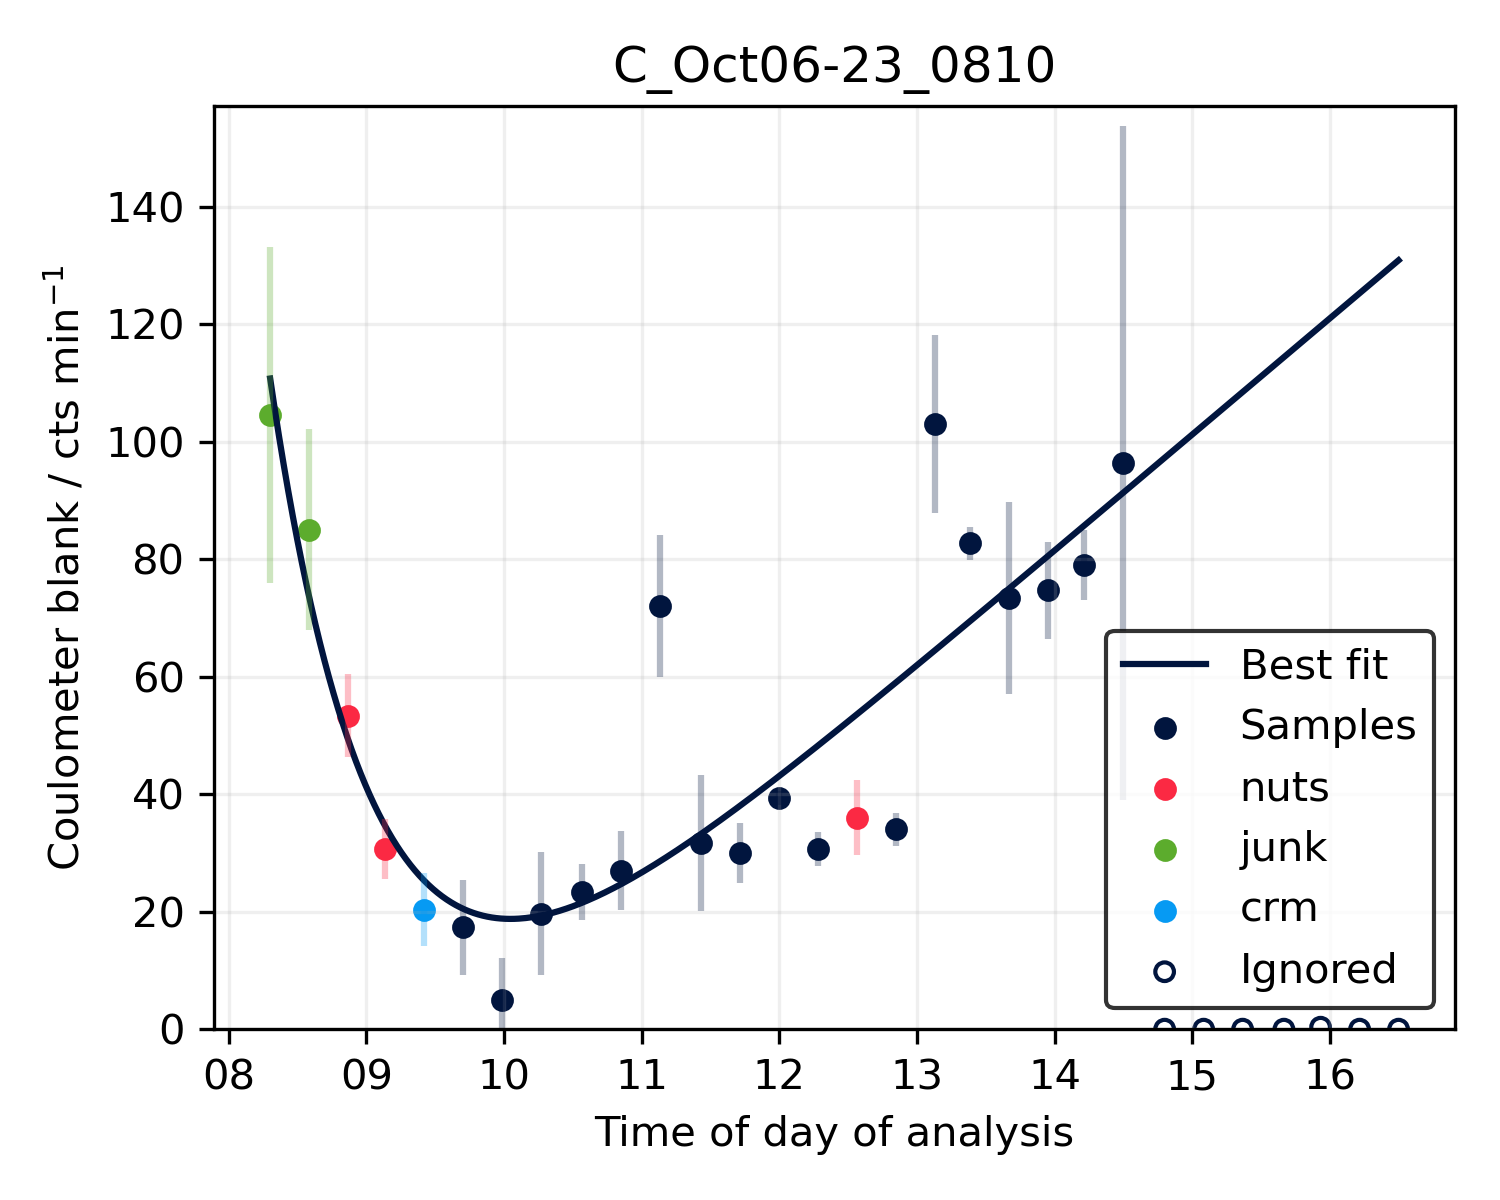 C_Oct06-23_0810
Coulometer blank / cts min⁻¹
140
120
100
80
60
40
20
0
08 09 10 11 12 13 14 15 16
Time of day of analysis
Best fit
Samples
nuts
junk
crm
Ignored